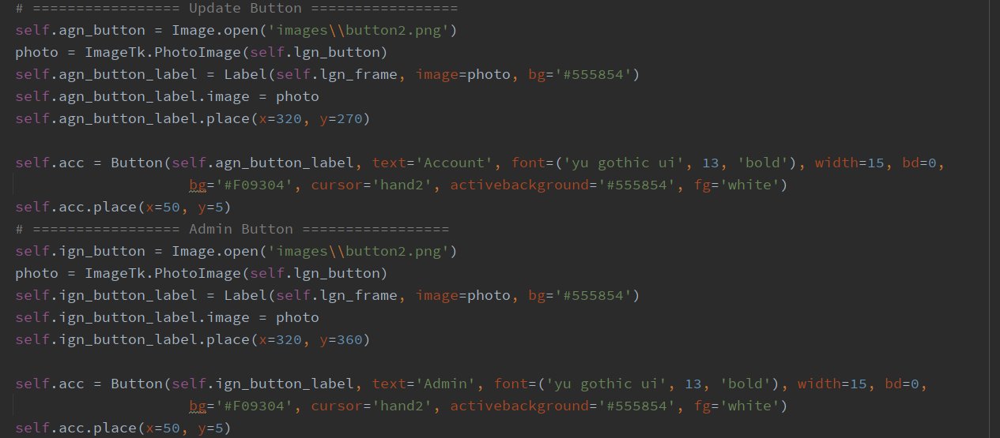 # ================= Update Button =================
self.agn_button = Image.open('images\\button2.png')
photo = ImageTk.PhotoImage(self.lgn_button)
self.agn_button_label = Label(self.lgn_frame, image=photo, bg='#555854')
self.agn_button_label.image = photo
self.agn_button_label.place(x=320, y=270)
self.acc = Button(self.agn_button_label, text='Account', font=('yu gothic ui', 13, 'bold'), width=15, bd=0,
bg='#F09304', cursor='hand2', activebackground='#555854', fg='white')
self.acc.place(x=50, y=5)
# ================= Admin Button =================
self.ign_button = Image.open('images\\button2.png')
photo = ImageTk.PhotoImage(self.lgn_button)
self.ign_button_label = Label(self.lgn_frame, image=photo, bg='#555854')
self.ign_button_label.image = photo
self.ign_button_label.place(x=320, y=360)
self.acc = Button(self.ign_button_label, text='Admin', font=('yu gothic ui', 13, 'bold'), width=15, bd=0,
bg='#F09304', cursor='hand2', activebackground='#555854', fg='white')
self.acc.place(x=50, y=5)